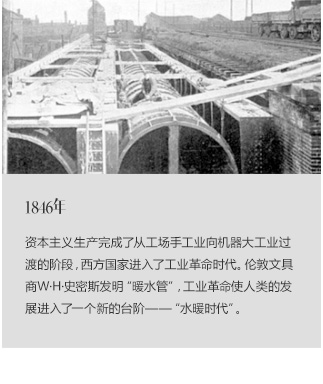 1846年
资本主义生产完成了从工场手工业向机器大工业过
渡的阶段，西方国家进入了工业革命时代。伦敦文具
商W·H·史密斯发明“暖水管”，工业革命使人类的发
展进入了一个新的台阶——“水暖时代”。